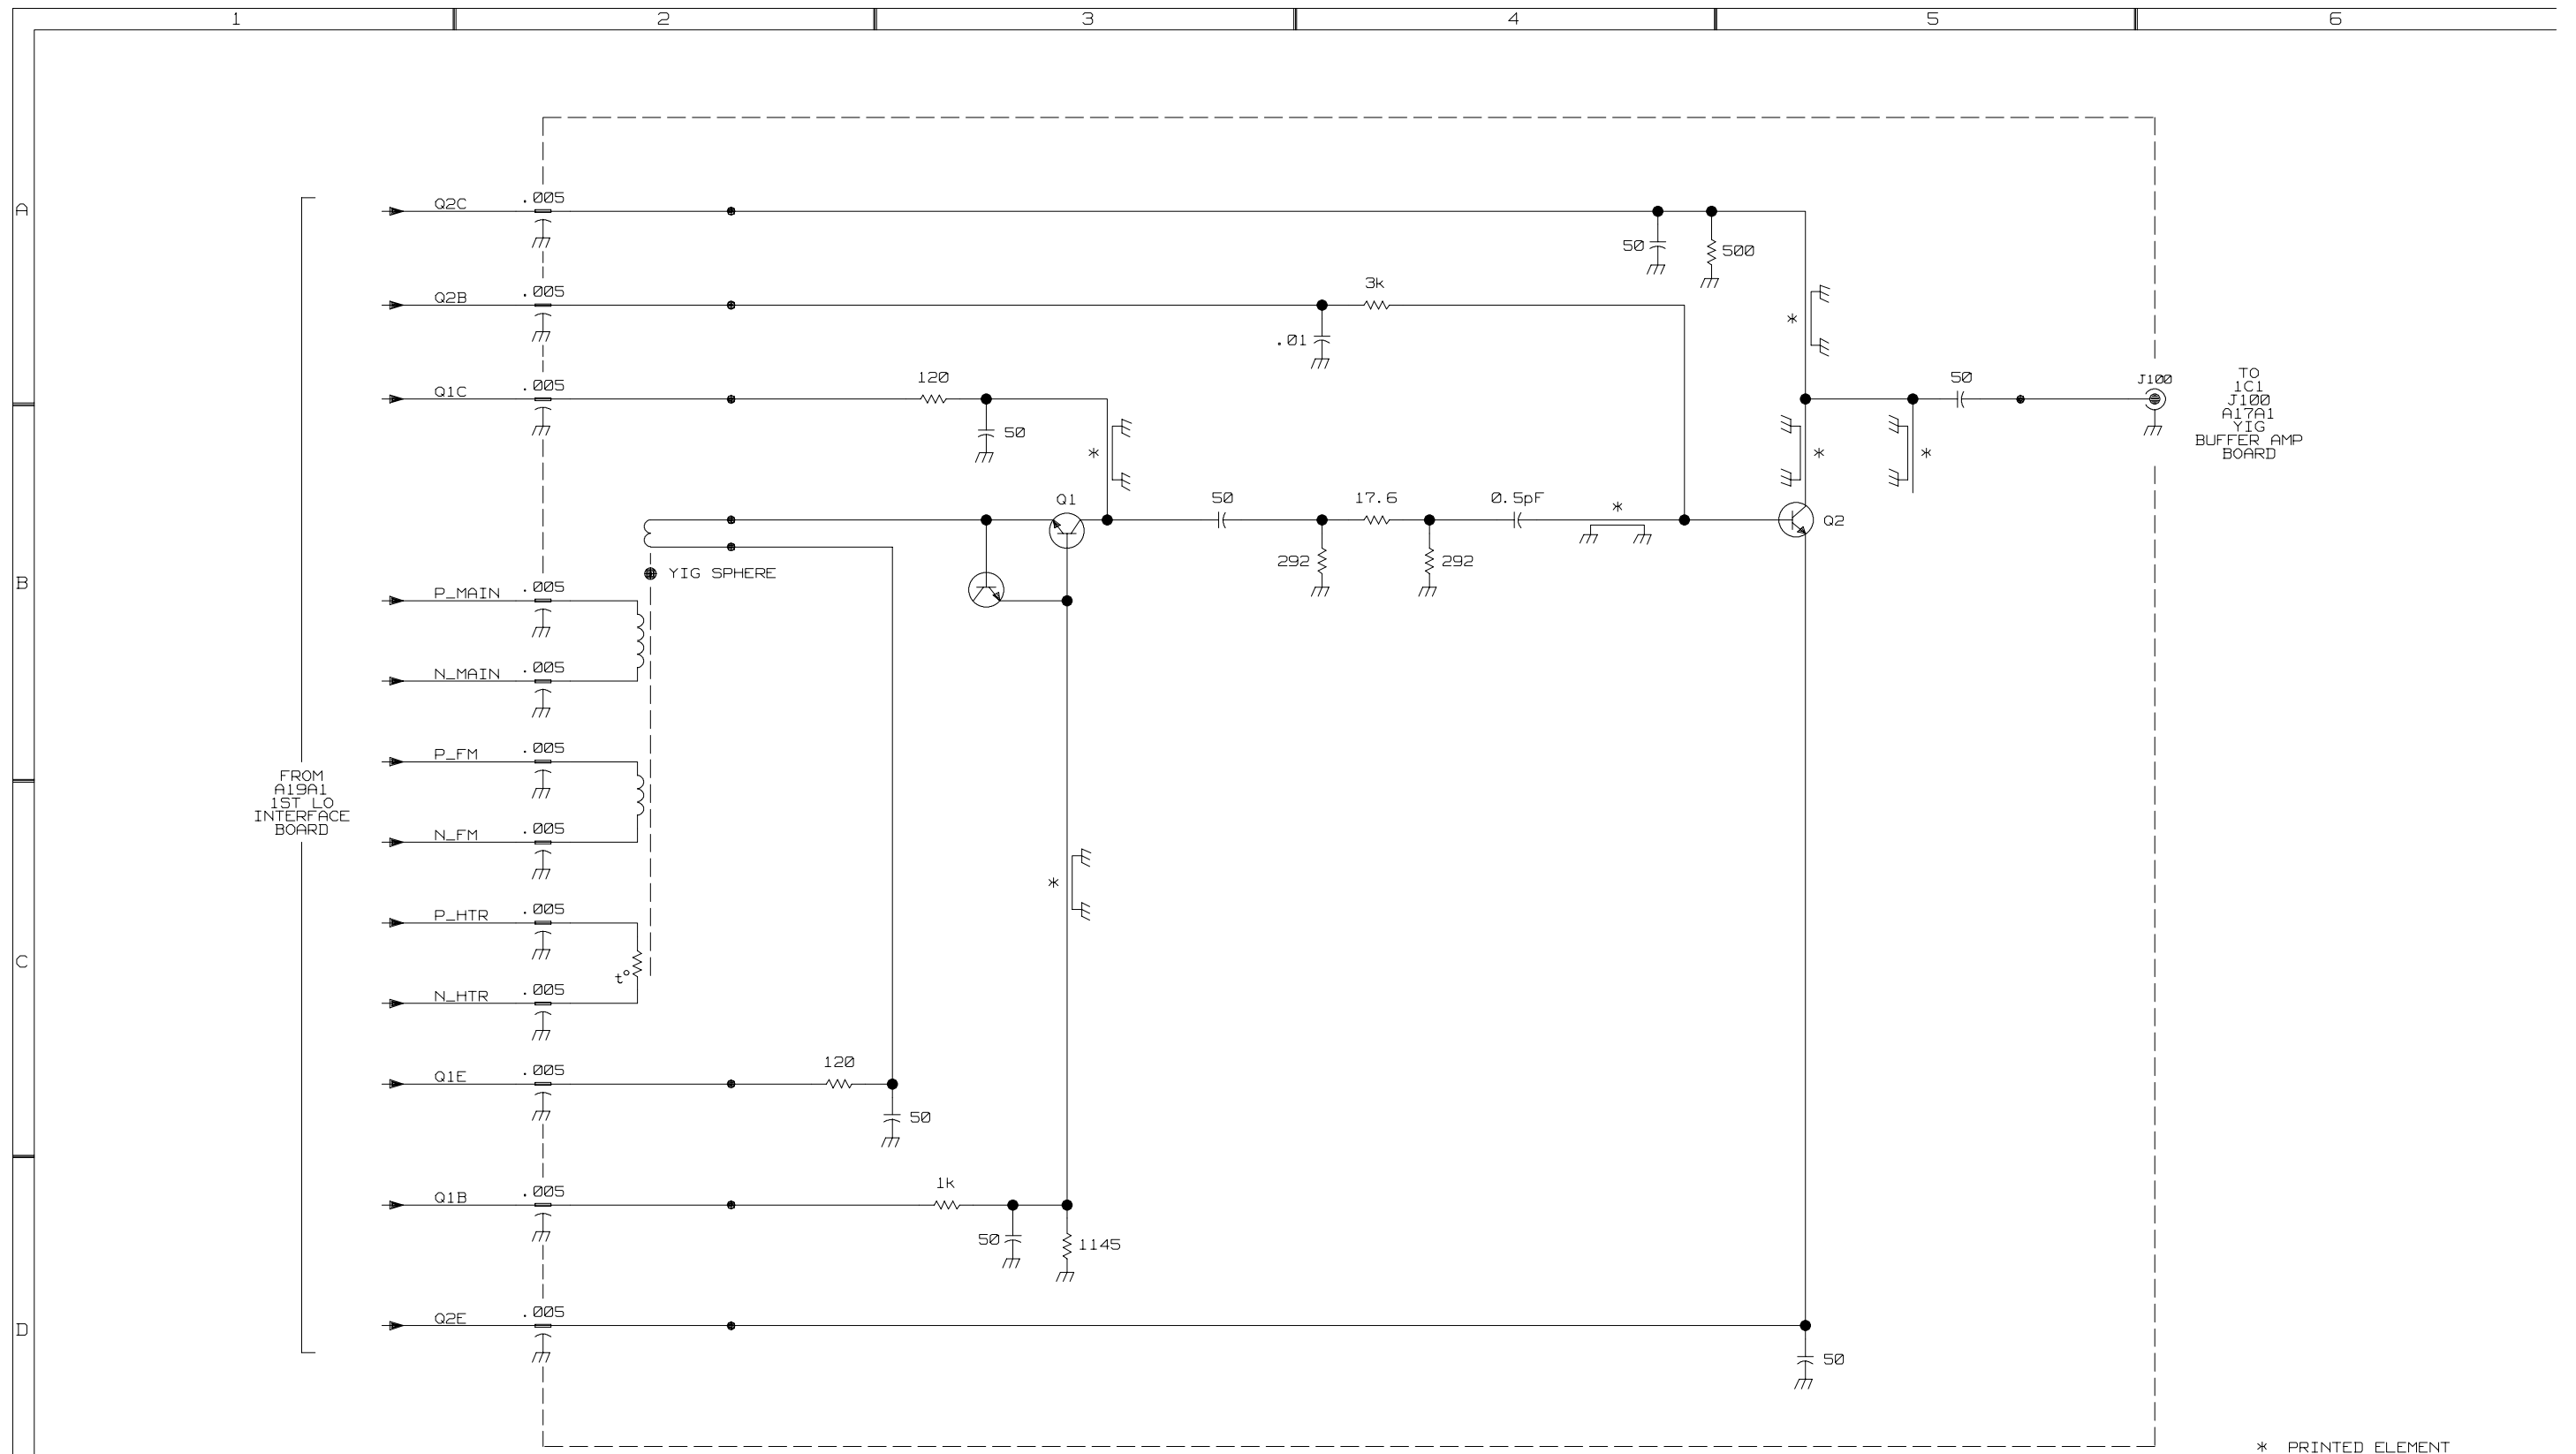 1 2 3 4 5 6
A
Q2C .005
50 500
Q2B .005 3k
*
.01
Q1C .005 120 50 J100
TO
1C1
J100
A17A1
YIG
BUFFER AMP
BOARD
50
* * *
Q1 50 17.6 0.5pF *
Q2
292 292
YIG SPHERE
B
P_MAIN .005
N_MAIN .005
P_FM .005
FROM
A19A1
1ST LO
INTERFACE
BOARD
N_FM .005
*
P_HTR .005
C
t°
N_HTR .005
Q1E .005 120
50
Q1B .005 1k
50 1145
Q2E .005
D
50
* PRINTED ELEMENT